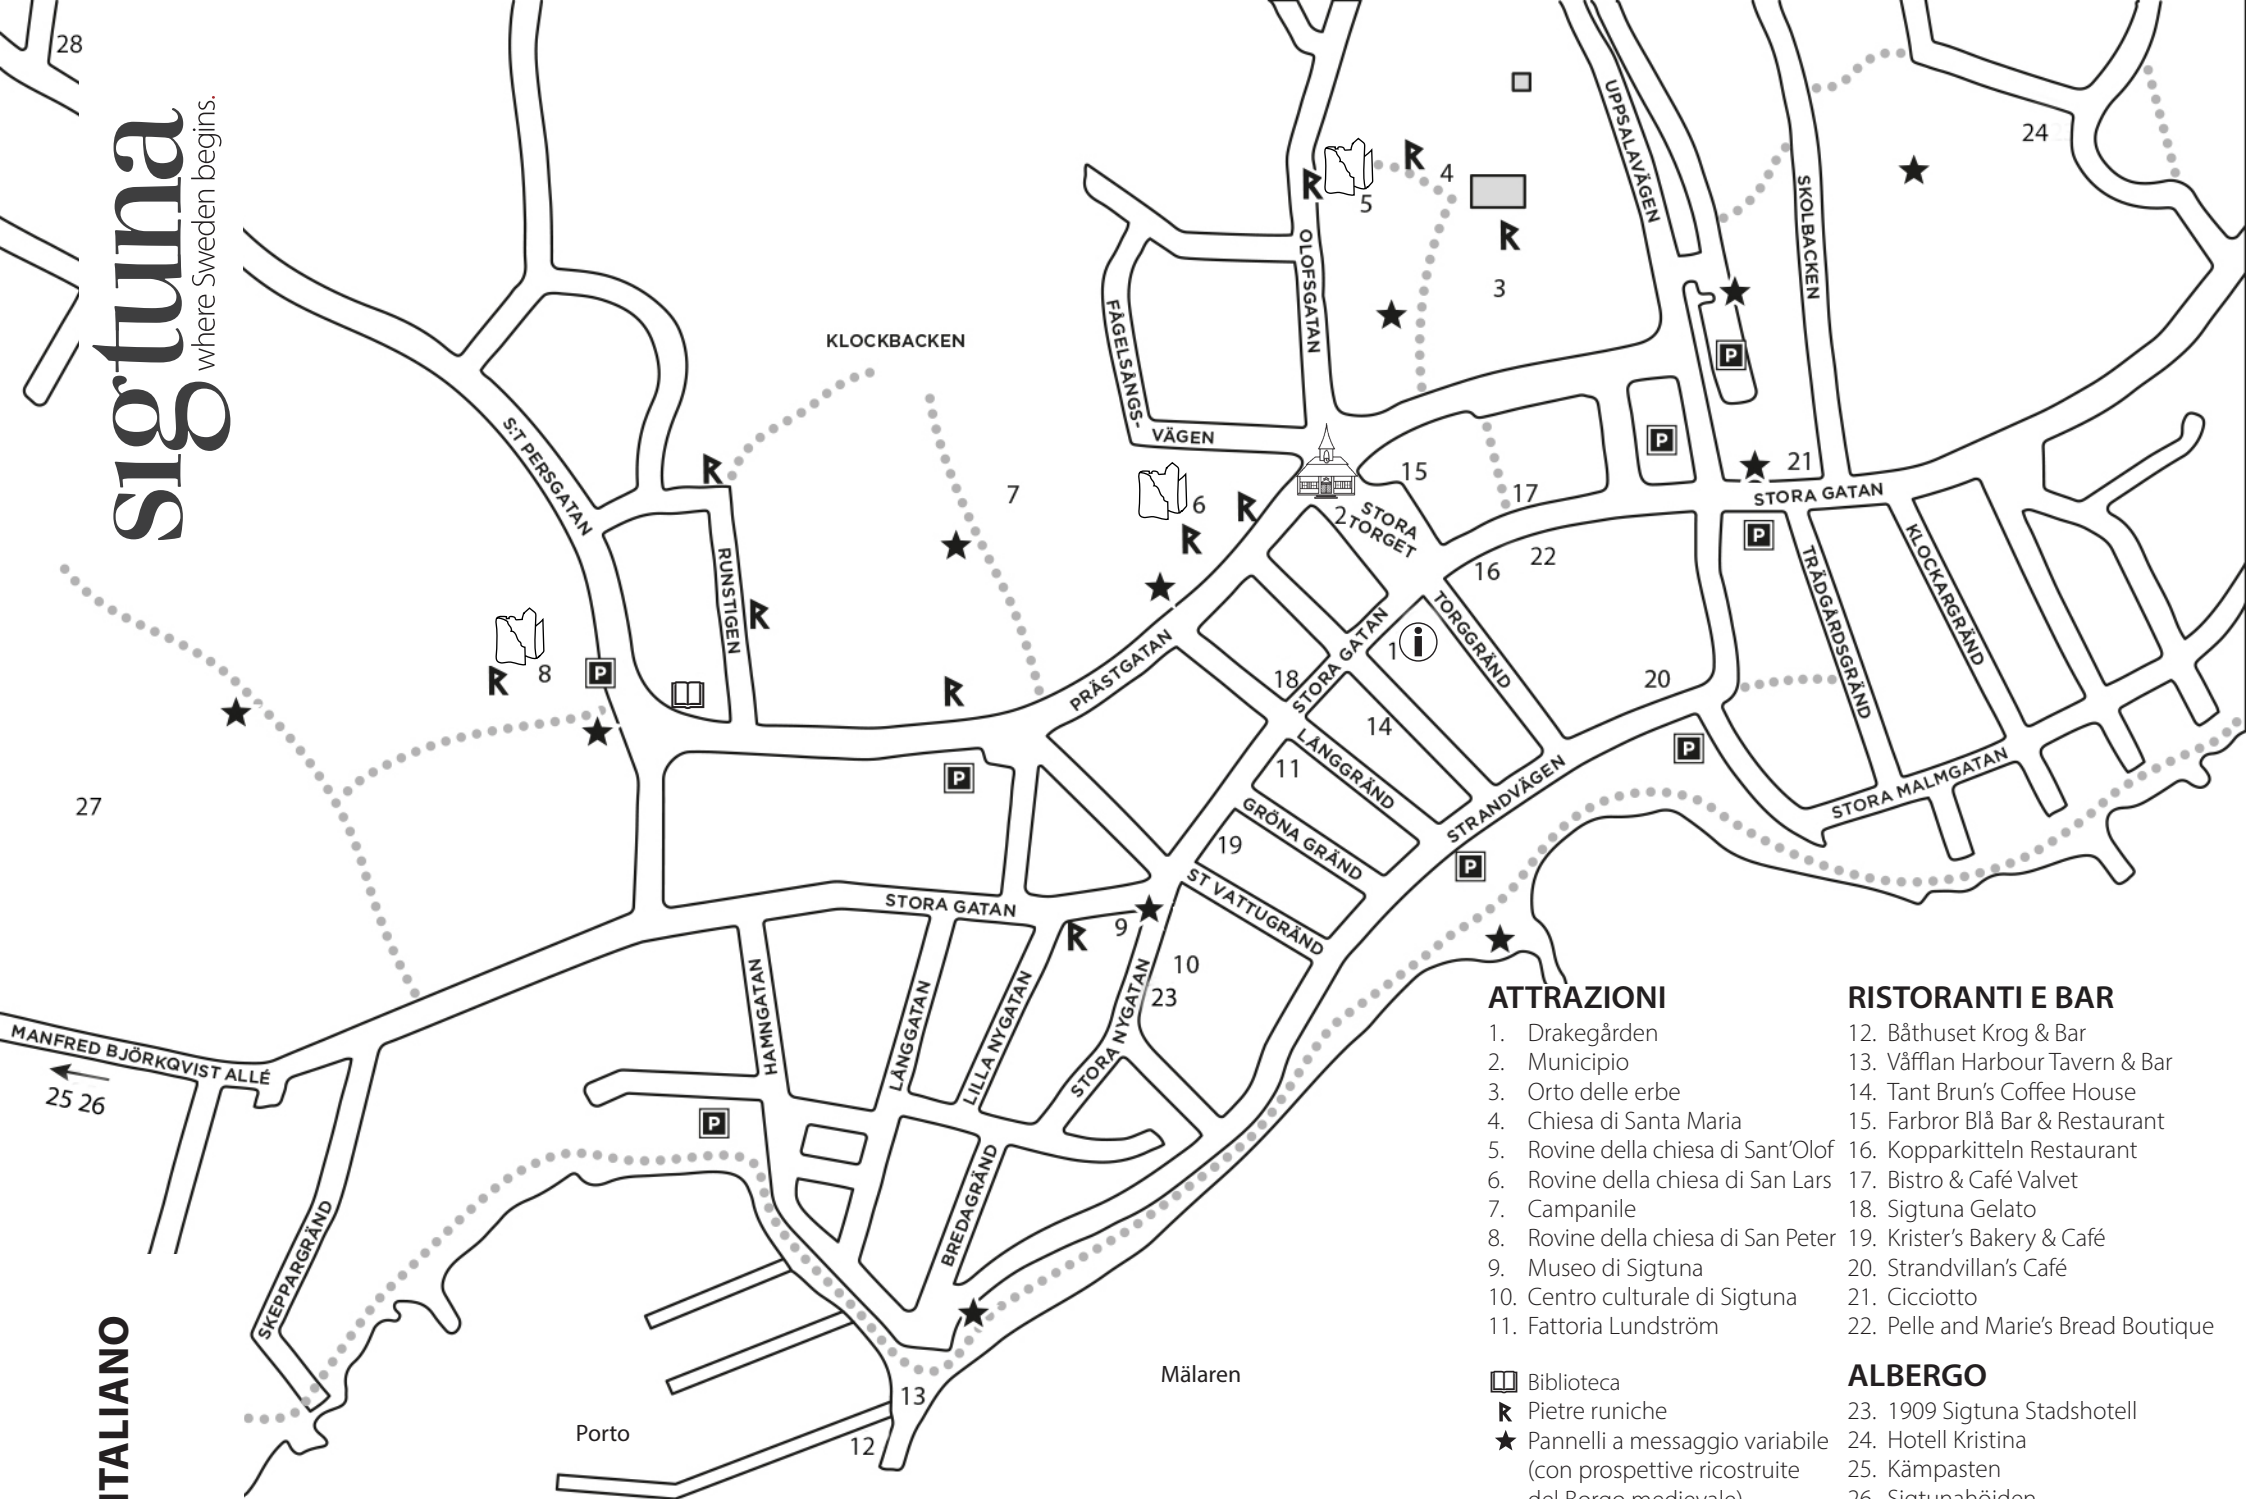 28
sigtuna
where Sweden begins.
ITALIANO
24
UPPSALAVÄGEN
SKOLBACKEN
OLOFSGATAN
4
5
3
KLOCKBACKEN
FÅGELSÅNGS-
VÄGEN
S:T PERSGATAN
7
6
15
17
21
STORA GATAN
2
STORA
TORGET
22
16
RUNSTIGEN
TORGGRÄND
TRÄDGÅRDSGRÄND
KLOCKARGRÄND
8
P
P
P
P
P
P
P
P
P
PRÄSTGATAN
STORA GATAN
1
i
18
20
14
27
LÅNGGRÄND
11
GRÖNA GRÄND
STRANDVÄGEN
STORA MALMGATAN
19
ST VATTUGRÄND
STORA GATAN
9
10
23
HAMNGATAN
LÅNGGATAN
LILLA NYGATAN
STORA NYGATAN
MANFRED BJÖRKQVIST ALLÉ
25 26
SKEPPARGRÄND
BREDAGRÄND
Mälaren
Porto
13
12
ATTRAZIONI
1. Drakegården
2. Municipio
3. Orto delle erbe
4. Chiesa di Santa Maria
5. Rovine della chiesa di Sant'Olof
6. Rovine della chiesa di San Lars
7. Campanile
8. Rovine della chiesa di San Peter
9. Museo di Sigtuna
10. Centro culturale di Sigtuna
11. Fattoria Lundström
Biblioteca
Pietre runiche
Pannelli a messaggio variabile
(con prospettive ricostruite
del Borgo medievale)
RISTORANTI E BAR
12. Båthuset Krog & Bar
13. Våfflan Harbour Tavern & Bar
14. Tant Brun's Coffee House
15. Farbror Blå Bar & Restaurant
16. Kopparkitteln Restaurant
17. Bistro & Café Valvet
18. Sigtuna Gelato
19. Krister's Bakery & Café
20. Strandvillan's Café
21. Cicciotto
22. Pelle and Marie's Bread Boutique
ALBERGO
23. 1909 Sigtuna Stadshotell
24. Hotell Kristina
25. Kämpasten
26. Sigtunahöjden